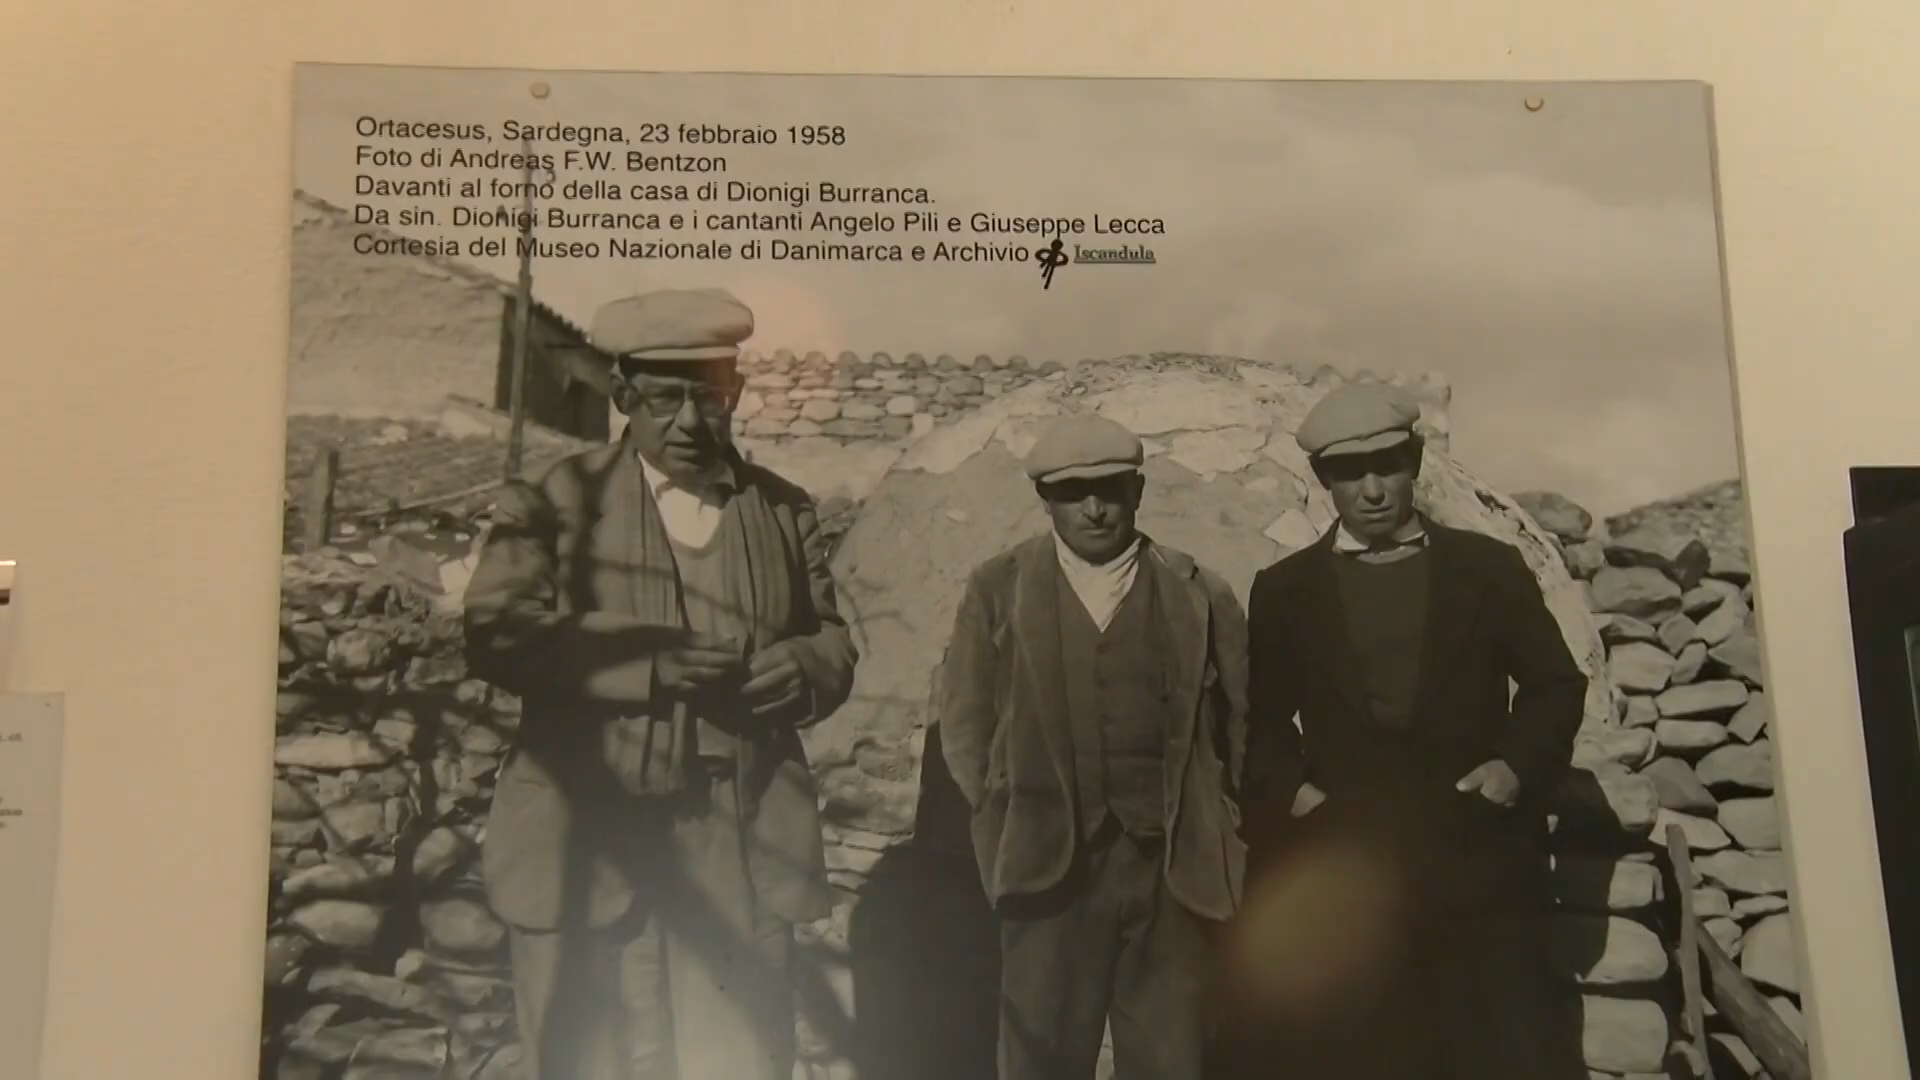 Ortacesus, Sardegna, 23 febbraio 1958
Foto di Andreas F.W. Bentzon
Davanti al forno della casa di Dionigi Burranca.
Da sin. Dionigi Burranca e i cantanti Angelo Pili e Giuseppe Lecca
Cortesia del Museo Nazionale di Danimarca e Archivio Iscandula